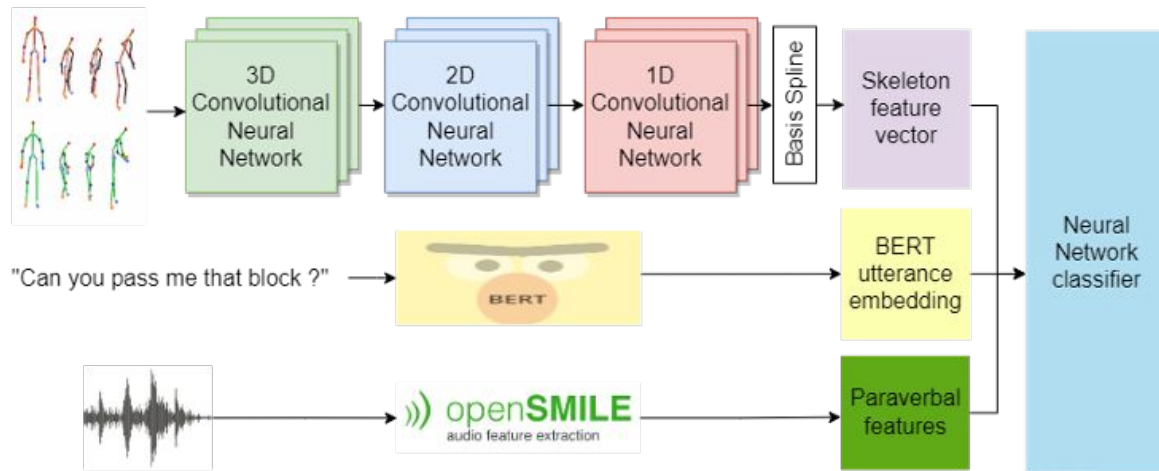 3D
Convolutional
Neural
Network
2D
Convolutional
Neural
Network
1D
Convolutional
Neural
Network
Basis Spline
Skeleton
feature
vector
"Can you pass me that block ?"
BERT
BERT
utterance
embedding
Neural
Network
classifier
openSMILE
audio feature extraction
Paraverbal
features